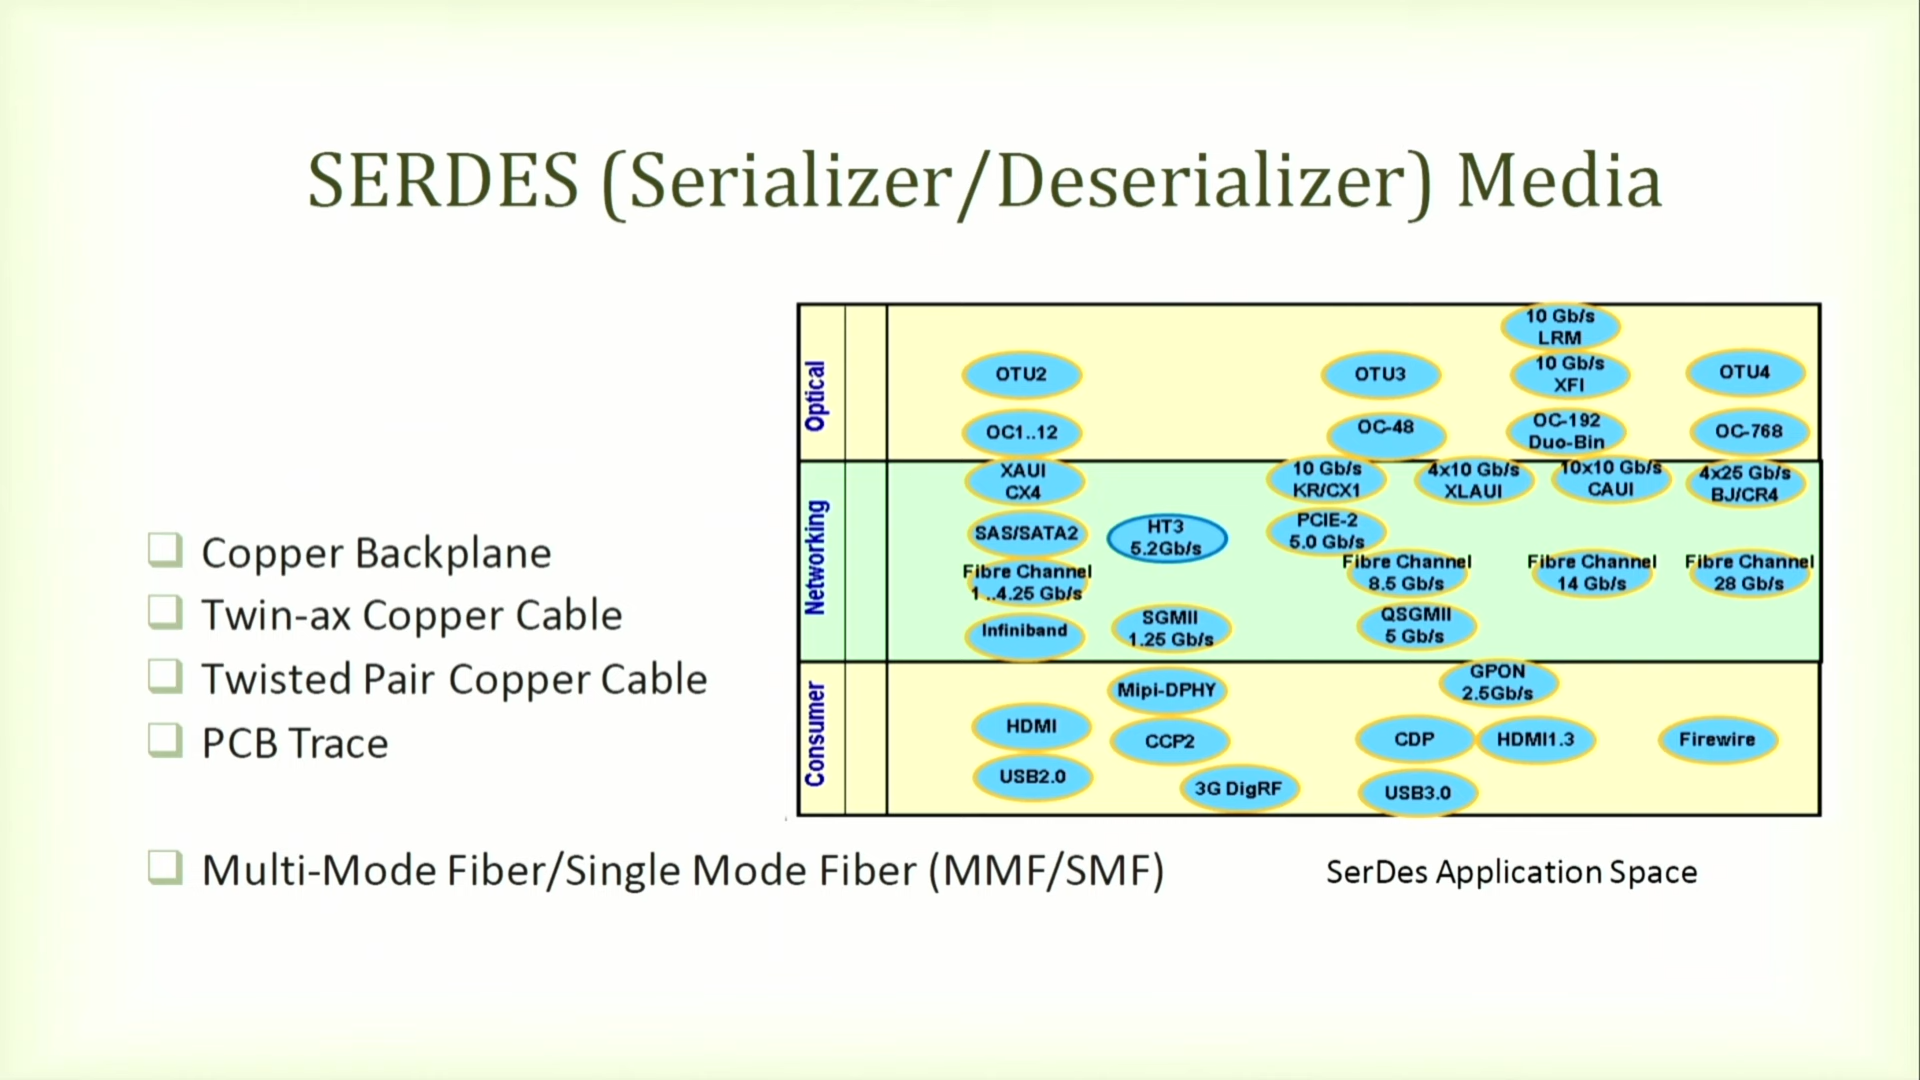 SERDES (Serializer/Deserializer) Media
Copper Backplane
Twin-ax Copper Cable
Twisted Pair Copper Cable
PCB Trace
Multi-Mode Fiber/Single Mode Fiber (MMF/SMF)
Optical
10 Gb/s
LRM
OTU2
OTU3
10 Gb/s
XFI
OTU4
OC1..12
OC-48
OC-192
Duo-Bin
OC-768
Networking
XAUI
CX4
10 Gb/s
KR/CX1
4x10 Gb/s
XLAUI
10x10 Gb/s
CAUI
4x25 Gb/s
BJ/CR4
SAS/SATA2
HT3
5.2Gb/s
PCIE-2
5.0 Gb/s
Fibre Channel
1 ..4.25 Gb/s
Fibre Channel
8.5 Gb/s
Fibre Channel
14 Gb/s
Fibre Channel
28 Gb/s
Infiniband
SGMII
1.25 Gb/s
QSGMII
5 Gb/s
Consumer
Mipi-DPHY
GPON
2.5Gb/s
HDMI
CCP2
CDP
HDMI1.3
Firewire
USB2.0
3G DigRF
USB3.0
SerDes Application Space